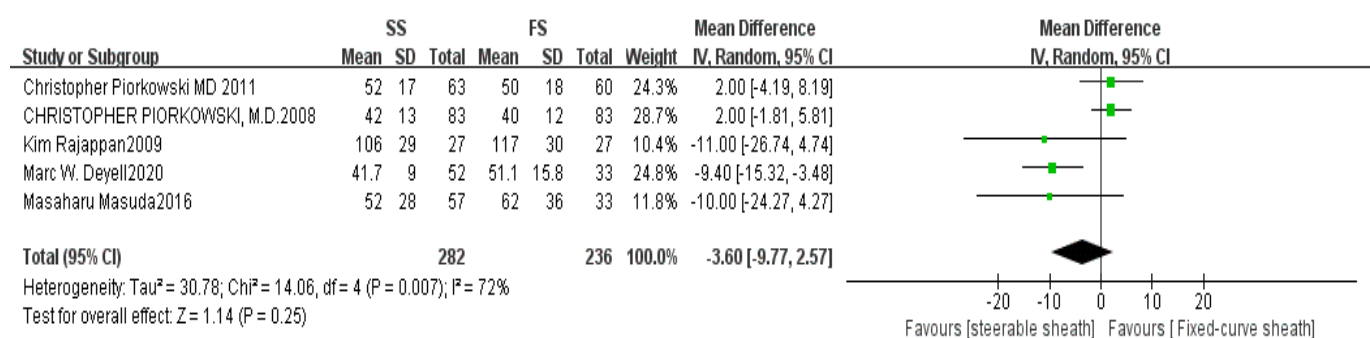 SS FS Mean Difference Mean Difference
Study or Subgroup Mean SD Total Mean SD Total Weight IV, Random, 95% CI IV, Random, 95% CI
Christopher Piorkowski MD 2011 52 17 63 50 18 60 24.3% 2.00 [-4.19, 8.19]
CHRISTOPHER PIORKOWSKI, M.D.2008 42 13 83 40 12 83 28.7% 2.00 [-1.81, 5.81]
Kim Rajappan2009 106 29 27 117 30 27 10.4% -11.00 [-26.74, 4.74]
Marc W. Deyell2020 41.7 9 52 51.1 15.8 33 24.8% -9.40 [-15.32, -3.48]
Masaharu Masuda2016 52 28 57 62 36 33 11.8% -10.00 [-24.27, 4.27]
Total (95% CI) 282 236 100.0% -3.60 [-9.77, 2.57]
Heterogeneity: Tau² = 30.78; Chi² = 14.06, df = 4 (P = 0.007); I² = 72%
Test for overall effect: Z = 1.14 (P = 0.25)
-20 -10 0 10 20
Favours [steerable sheath] Favours [Fixed-curve sheath]